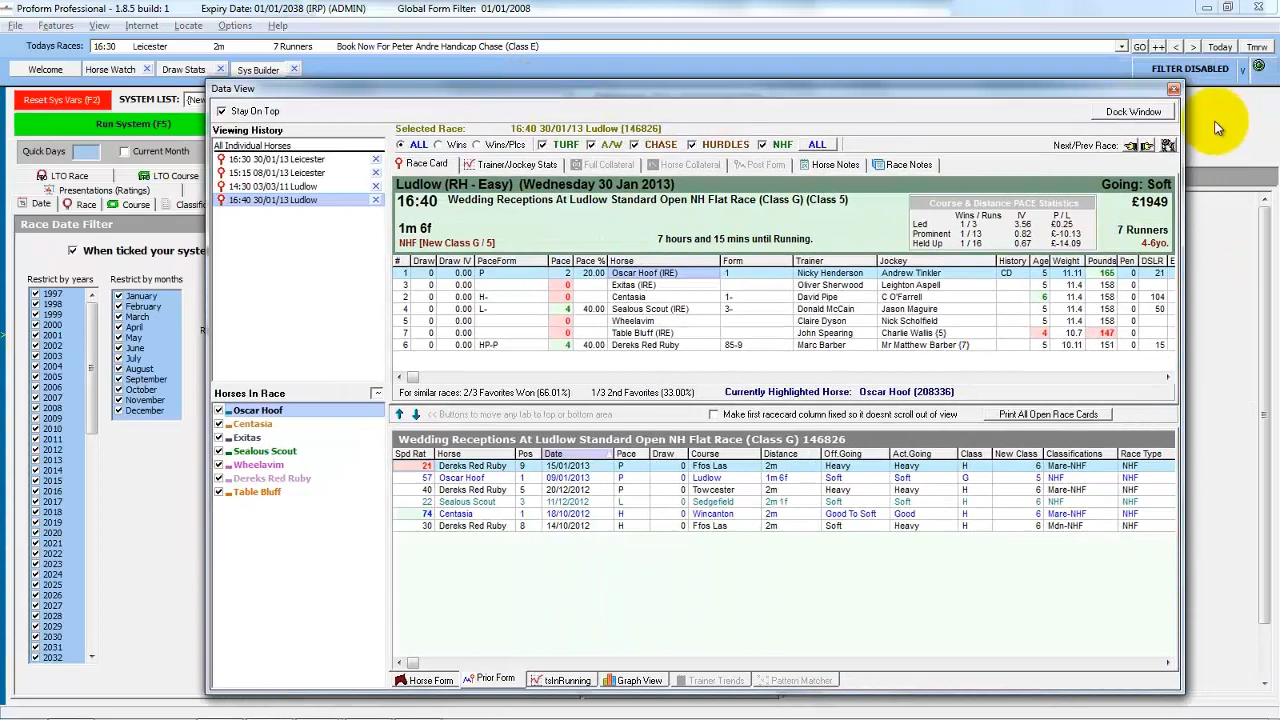 Proform Professional - 1.8.5 build: 1 Expiry Date: 01/01/2038 (IRP) (ADMIN) Global Form Filter: 01/01/2008
File Features View Internet Locate Options Help
Todays Races: 16:30 Leicester 2m 7 Runners Book Now For Peter Andre Handicap Chase (Class E) GO ++ < > Today Tmrw
Welcome Horse Watch Draw Stats Sys Builder FILTER DISABLED
Reset Sys Vars (F2) SYSTEM LIST:
Run System (F5)
Quick Days Current Month
LTO Race LTO Course
Presentations (Ratings)
Date Race Course Classific
Race Date Filter
When ticked your syste
Restrict by years Restrict by months
1997 January
1998 February
1999 March
2000 April
2001 May
2002 June
2003 July
2004 August
2005 September
2006 October
2007 November
2008 December
2009
2010
2011
2012
2013
2014
2015
2016
2017
2018
2019
2020
2021
2022
2023
2024
2025
2026
2027
2028
2029
2030
2031
2032
Data View
Stay On Top Dock Window
Viewing History
All Individual Horses
16:30 30/01/13 Leicester
15:15 08/01/13 Leicester
14:30 03/03/11 Ludlow
16:40 30/01/13 Ludlow
Horses In Race
Oscar Hoof
Centasia
Exitas
Sealous Scout
Wheelavim
Dereks Red Ruby
Table Bluff
Selected Race: 16:40 30/01/13 Ludlow (146826)
ALL Wins Wins/Plcs TURF A/W CHASE HURDLES NHF ALL Next/Prev Race:
Race Card Trainer/Jockey Stats Full Collateral Horse Collateral Post Form Horse Notes Race Notes
Ludlow (RH - Easy) (Wednesday 30 Jan 2013) Going: Soft
16:40 Wedding Receptions At Ludlow Standard Open NH Flat Race (Class G) (Class 5) £1949
1m 6f
NHF [New Class G / 5] 7 hours and 15 mins until Running. 7 Runners
4-6yo.
Course & Distance PACE Statistics
Wins / Runs IV P / L
Led 1 / 3 3.56 £0.25
Prominent 1 / 13 0.82 £-10.13
Held Up 1 / 16 0.67 £-14.09
# Draw Draw IV PaceForm Pace Pace % Horse Form Trainer Jockey History Age Weight Pounds Pen DSLR E
1 0 0.00 P 2 20.00 Oscar Hoof (IRE) 1 Nicky Henderson Andrew Tinkler CD 5 11.11 165 0 21
3 0 0.00 0 Exitas (IRE) Oliver Sherwood Leighton Aspell 5 11.4 158 0
2 0 0.00 H- 0 Centasia 1- David Pipe C O'Farrell 6 11.4 158 0 104
4 0 0.00 L- 4 40.00 Sealous Scout (IRE) 3- Donald McCain Jason Maguire 5 11.4 158 0 50
5 0 0.00 0 Wheelavim Claire Dyson Nick Scholfield 5 11.4 158 0
7 0 0.00 0 Table Bluff (IRE) John Spearing Charlie Wallis {5} 4 10.7 147 0
6 0 0.00 HP-P 4 40.00 Dereks Red Ruby 85-9 Marc Barber Mr Matthew Barber {7} 5 10.11 151 0 15
For similar races: 2/3 Favorites Won (66.01%) 1/3 2nd Favorites (33.00%) Currently Highlighted Horse: Oscar Hoof (208336)
<< Buttons to move any tab to top or bottom area Make first racecard column fixed so it doesnt scroll out of view Print All Open Race Cards
Wedding Receptions At Ludlow Standard Open NH Flat Race (Class G) 146826
Spd Rat Horse Pos Date Pace Draw Course Distance Off.Going Act.Going Class New Class Classifications Race Type
21 Dereks Red Ruby 9 15/01/2013 P 0 Ffos Las 2m Heavy Heavy H 6 Mare-NHF NHF
57 Oscar Hoof 1 09/01/2013 P 0 Ludlow 1m 6f Soft Soft G 5 NHF NHF
40 Dereks Red Ruby 5 20/12/2012 P 0 Towcester 2m Heavy Heavy H 6 Mare-NHF NHF
22 Sealous Scout 3 11/12/2012 L 0 Sedgefield 2m 1f Soft Soft H 6 NHF NHF
74 Centasia 1 18/10/2012 H 0 Wincanton 2m Good To Soft Good H 6 Mare-NHF NHF
30 Dereks Red Ruby 8 14/10/2012 H 0 Ffos Las 2m Soft Heavy H 6 Mdn-NHF NHF
Horse Form Prior Form tsInRunning Graph View Trainer Trends Pattern Matcher